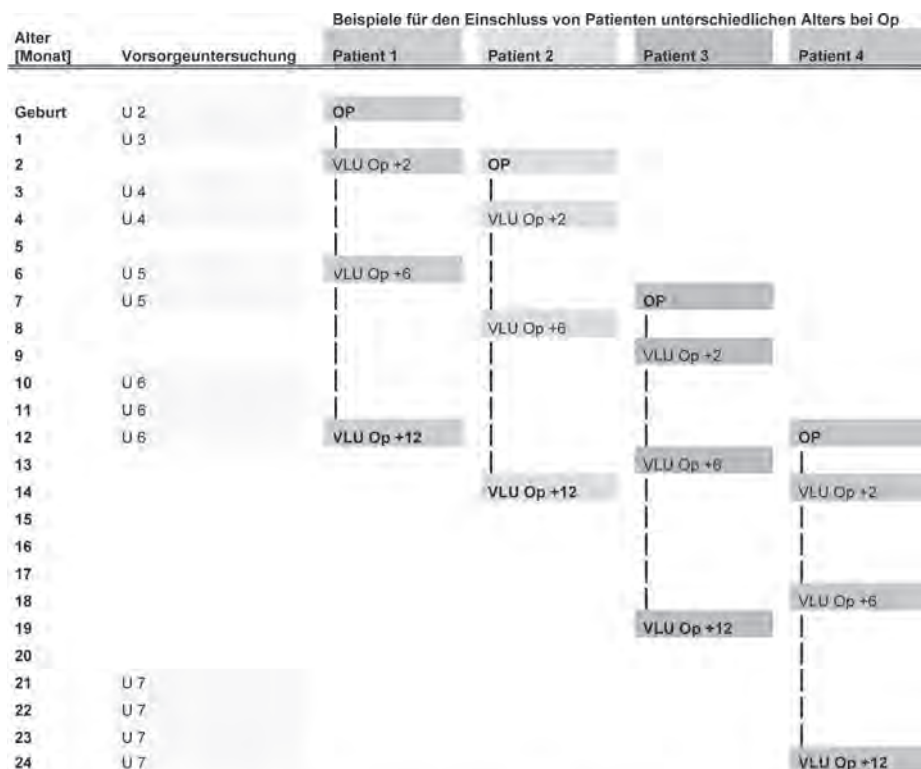 Beispiele für den Einschluss von Patienten unterschiedlichen Alters bei Op
Alter
[Monat] Vorsorgeuntersuchung Patient 1 Patient 2 Patient 3 Patient 4
Geburt U 2 OP
1 U 3
2 VLU Op +2 OP
3 U 4
4 U 4 VLU Op +2
5
6 U 5 VLU Op +6
7 U 5 OP
8 VLU Op +6
9 VLU Op +2
10 U 6
11 U 6
12 U 6 VLU Op +12 OP
13 VLU Op +6
14 VLU Op +12 VLU Op +2
15
16
17
18 VLU Op +6
19 VLU Op +12
20
21 U 7
22 U 7
23 U 7
24 U 7 VLU Op +12